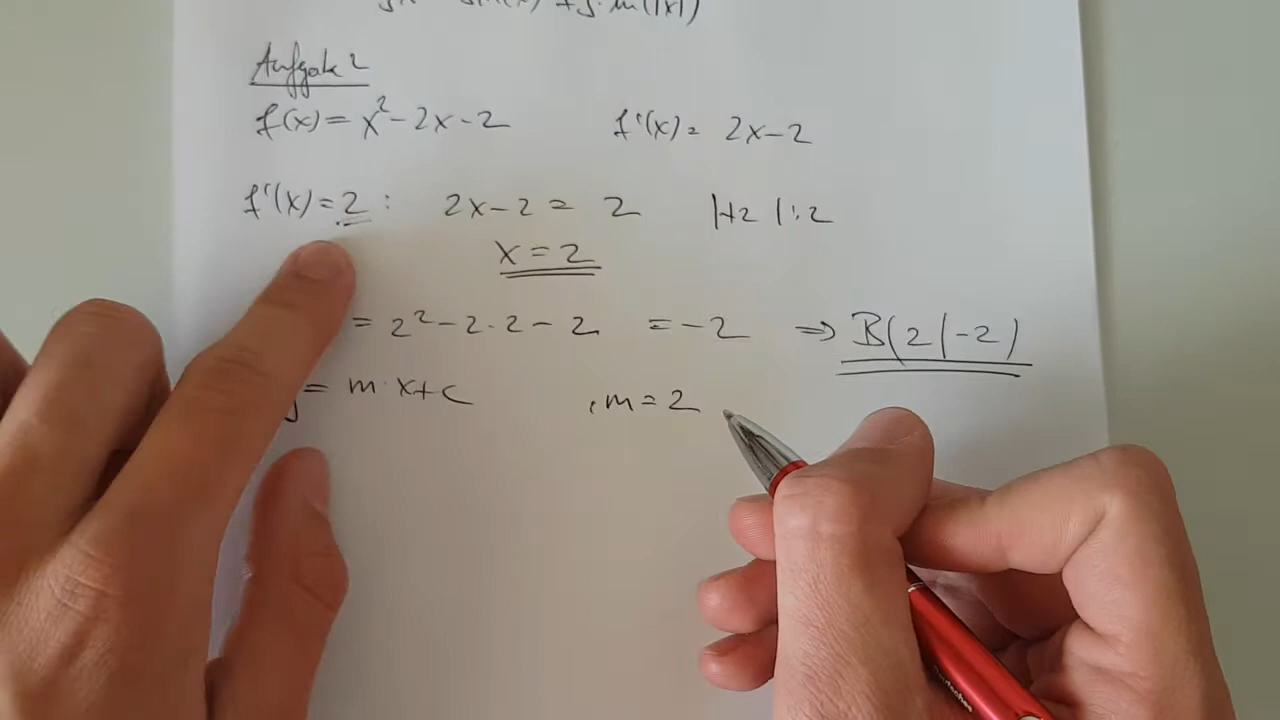 Aufgabe 2
f(x) = x² - 2x - 2 f'(x) = 2x - 2
f'(x) = 2 : 2x - 2 = 2 |+2 |:2
x = 2
= 2² - 2·2 - 2 = -2 ⇒ B(2|-2)
y = m·x+c m = 2